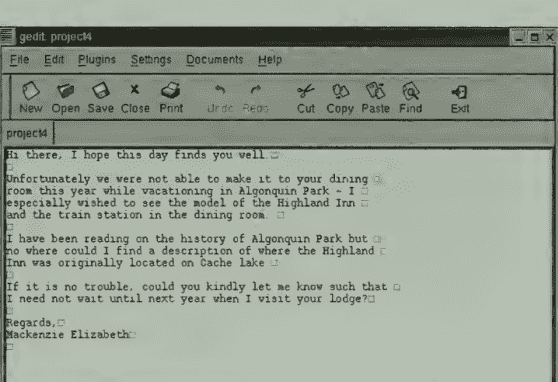 gedit: project4
File Edit Plugins Settings Documents Help
New Open Save Close Print Undo Redo Cut Copy Paste Find Exit
project4
Hi there, I hope this day finds you well.
Unfortunately we were not able to make it to your dining
room this year while vacationing in Algonquin Park - I
especially wished to see the model of the Highland Inn
and the train station in the dining room.
I have been reading on the history of Algonquin Park but
no where could I find a description of where the Highland
Inn was originally located on Cache lake.
If it is no trouble, could you kindly let me know such that
I need not wait until next year when I visit your lodge?
Regards,
Mackenzie Elizabeth